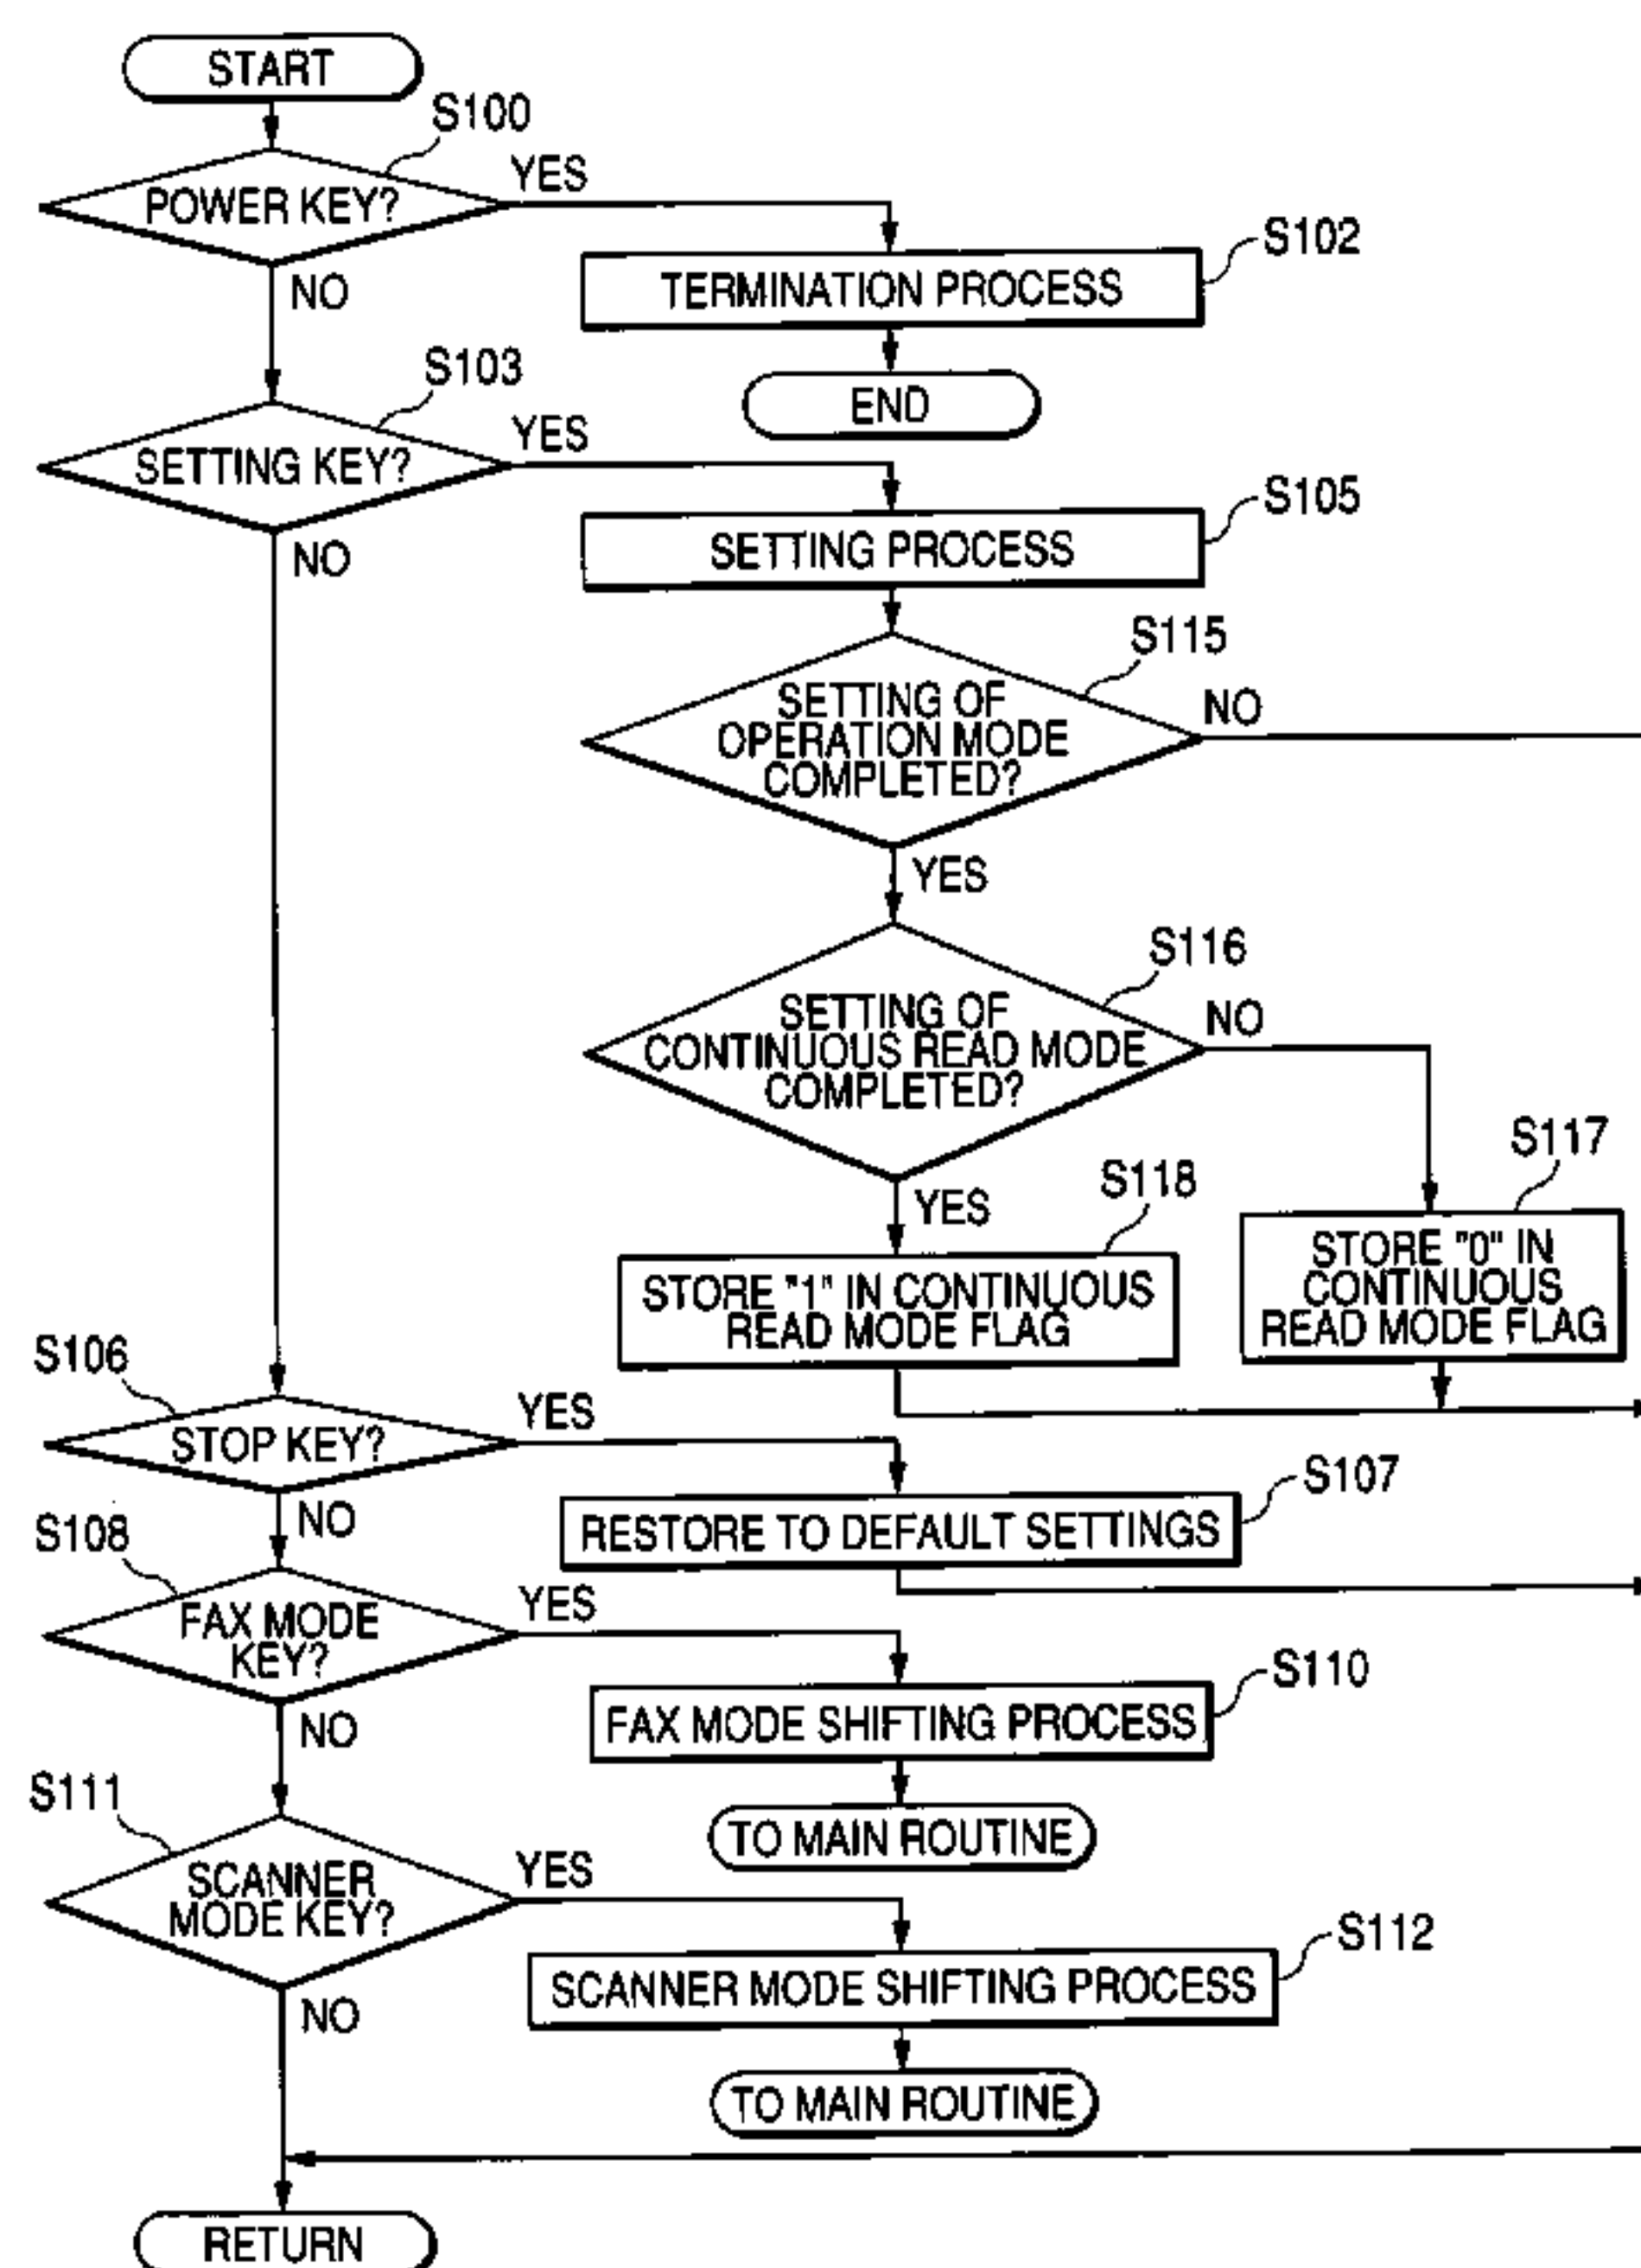 START
S100
POWER KEY?
YES
NO
S102
TERMINATION PROCESS
END
S103
SETTING KEY?
YES
NO
S105
SETTING PROCESS
S115
SETTING OF
OPERATION MODE
COMPLETED?
NO
YES
S116
SETTING OF
CONTINUOUS READ MODE
COMPLETED?
NO
YES
S117
STORE "0" IN
CONTINUOUS
READ MODE FLAG
S118
STORE "1" IN CONTINUOUS
READ MODE FLAG
S106
STOP KEY?
YES
NO
S107
RESTORE TO DEFAULT SETTINGS
S108
FAX MODE
KEY?
YES
NO
S110
FAX MODE SHIFTING PROCESS
TO MAIN ROUTINE
S111
SCANNER
MODE KEY?
YES
NO
S112
SCANNER MODE SHIFTING PROCESS
TO MAIN ROUTINE
RETURN